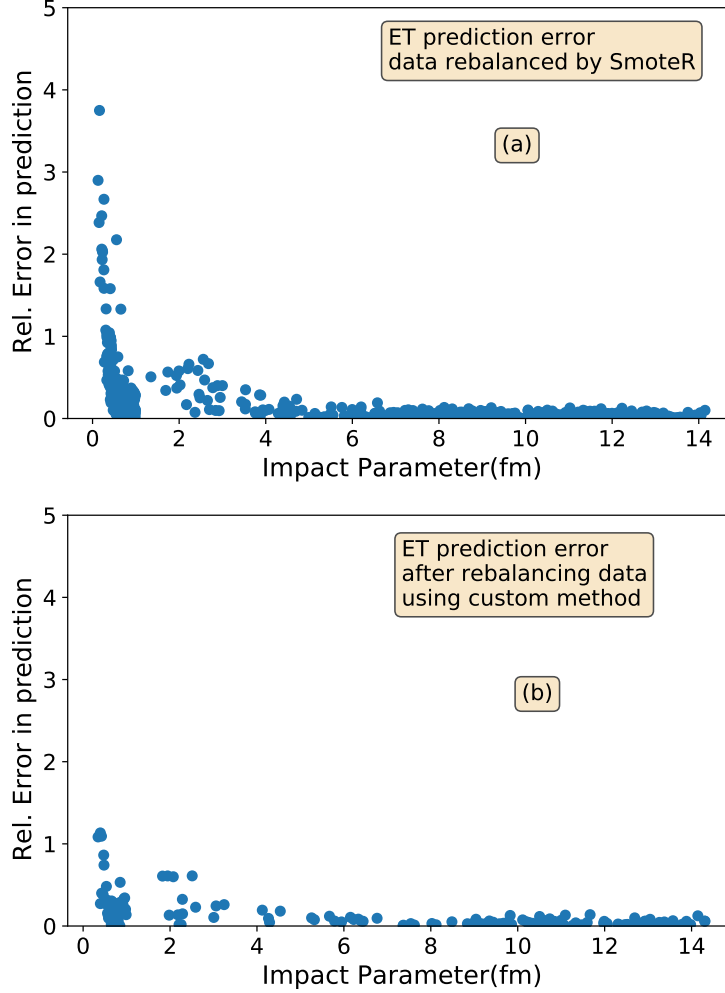 5
ET prediction error
data rebalanced by SmoteR
4
(a)
3
2
1
0
Rel. Error in prediction
0 2 4 6 8 10 12 14
Impact Parameter(fm)
5
ET prediction error
after rebalancing data
using custom method
4
3
(b)
2
1
0
Rel. Error in prediction
0 2 4 6 8 10 12 14
Impact Parameter(fm)